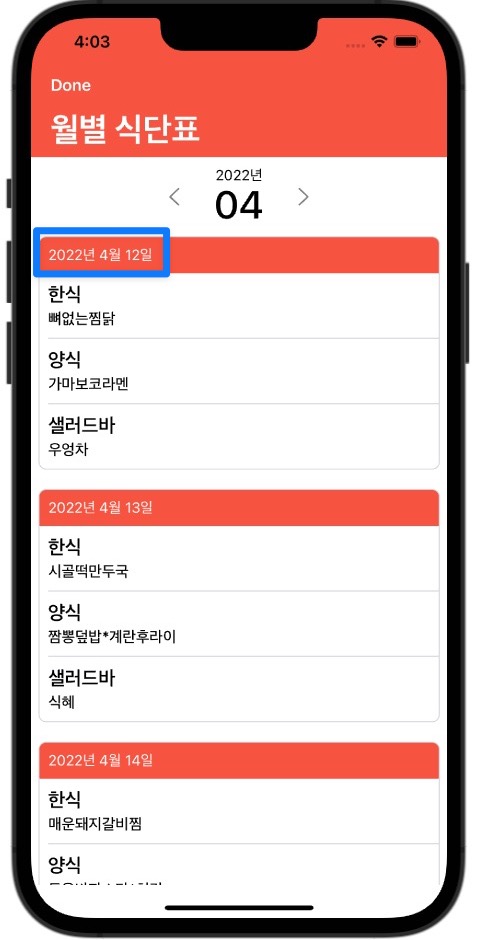 4:03
Done
월별 식단표
2022년
04
2022년 4월 12일
한식
뼈없는찜닭
양식
가마보코라멘
샐러드바
우엉차
2022년 4월 13일
한식
시골떡만두국
양식
짬뽕덮밥*계란후라이
샐러드바
식혜
2022년 4월 14일
한식
매운돼지갈비찜
양식